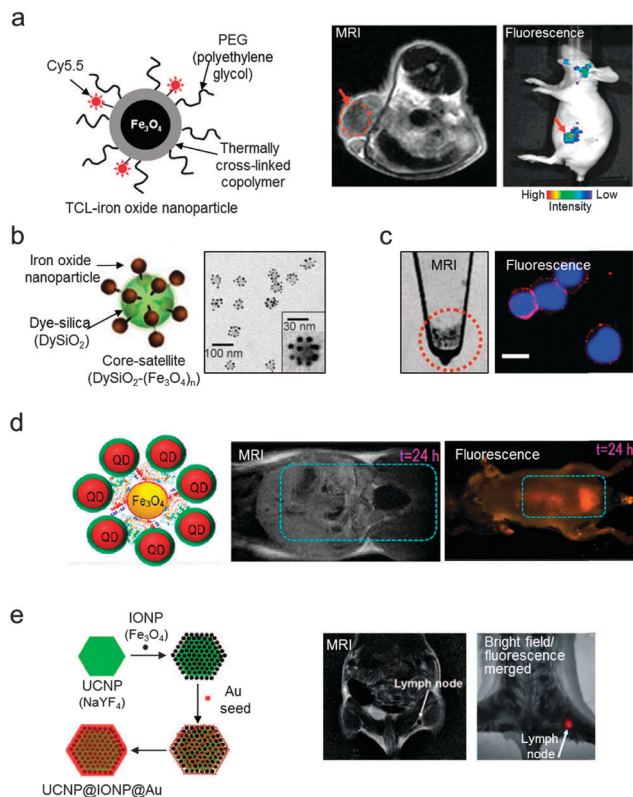 a
Cy5.5
PEG
(polyethylene
glycol)
Fe₃O₄
Thermally
cross-linked
copolymer
TCL-iron oxide nanoparticle
MRI
Fluorescence
High
Low
Intensity
b
Iron oxide
nanoparticle
Dye-silica
(DySiO₂)
Core-satellite
(DySiO₂-(Fe₃O₄)ₙ)
100 nm
30 nm
c
MRI
Fluorescence
d
QD
QD
QD
QD
QD
QD
QD
Fe₃O₄
MRI
t=24 h
Fluorescence
t=24 h
e
IONP
(Fe₃O₄)
UCNP
(NaYF₄)
Au
seed
UCNP@IONP@Au
MRI
Lymph node
Bright field/
fluorescence
merged
Lymph
node